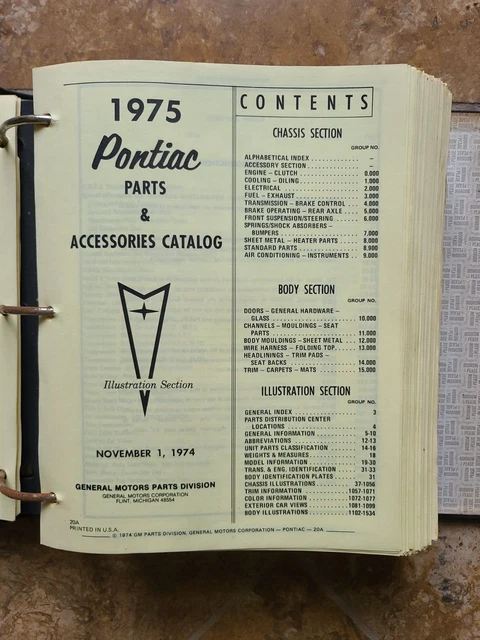 1975
Pontiac
PARTS
&
ACCESSORIES CATALOG
Illustration Section
NOVEMBER 1, 1974
GENERAL MOTORS PARTS DIVISION
GENERAL MOTORS CORPORATION
FLINT, MICHIGAN 48554
20A
PRINTED IN U.S.A.
© 1974 GM PARTS DIVISION, GENERAL MOTORS CORPORATION — PONTIAC — 20A
CONTENTS
CHASSIS SECTION
GROUP NO.
ALPHABETICAL INDEX . . . . . . . . . . . –
ACCESSORY SECTION . . . . . . . . . . . –
ENGINE – CLUTCH . . . . . . . . . . . 0.000
COOLING – OILING . . . . . . . . . . . 1.000
ELECTRICAL . . . . . . . . . . . 2.000
FUEL – EXHAUST . . . . . . . . . . . 3.000
TRANSMISSION – BRAKE CONTROL . . . 4.000
BRAKE OPERATING – REAR AXLE . . . . 5.000
FRONT SUSPENSION/STEERING . . . . . 6.000
SPRINGS/SHOCK ABSORBERS –
BUMPERS . . . . . . . . . . . 7.000
SHEET METAL – HEATER PARTS . . . . 8.000
STANDARD PARTS . . . . . . . . . . . 8.900
AIR CONDITIONING – INSTRUMENTS . . 9.000
BODY SECTION
GROUP NO.
DOORS – GENERAL HARDWARE –
GLASS . . . . . . . . . . . 10.000
CHANNELS – MOULDINGS – SEAT
PARTS . . . . . . . . . . . 11.000
BODY MOULDINGS – SHEET METAL . . 12.000
WIRE HARNESS – FOLDING TOP . . . . . 13.000
HEADLININGS – TRIM PADS –
SEAT BACKS . . . . . . . . . . . 14.000
TRIM – CARPETS – MATS . . . . . . . . 15.000
ILLUSTRATION SECTION
GROUP NO.
GENERAL INDEX . . . . . . . . . . . 3
PARTS DISTRIBUTION CENTER
LOCATIONS . . . . . . . . . . . 4
GENERAL INFORMATION . . . . . . . . . 5-10
ABBREVIATIONS . . . . . . . . . . . 12-13
UNIT PARTS CLASSIFICATION . . . . . 14-16
WEIGHTS & MEASURES . . . . . . . . . . . 18
MODEL INFORMATION . . . . . . . . . . . 19-30
TRANS. & ENG. IDENTIFICATION . . . 31-33
BODY IDENTIFICATION PLATES . . . . . 31
CHASSIS ILLUSTRATIONS . . . . . . . 37-1056
TRIM INFORMATION . . . . . . . . 1057-1071
COLOR INFORMATION . . . . . . . 1072-1077
EXTERIOR CAR VIEWS . . . . . . . 1081-1099
BODY ILLUSTRATIONS . . . . . . . 1102-1534